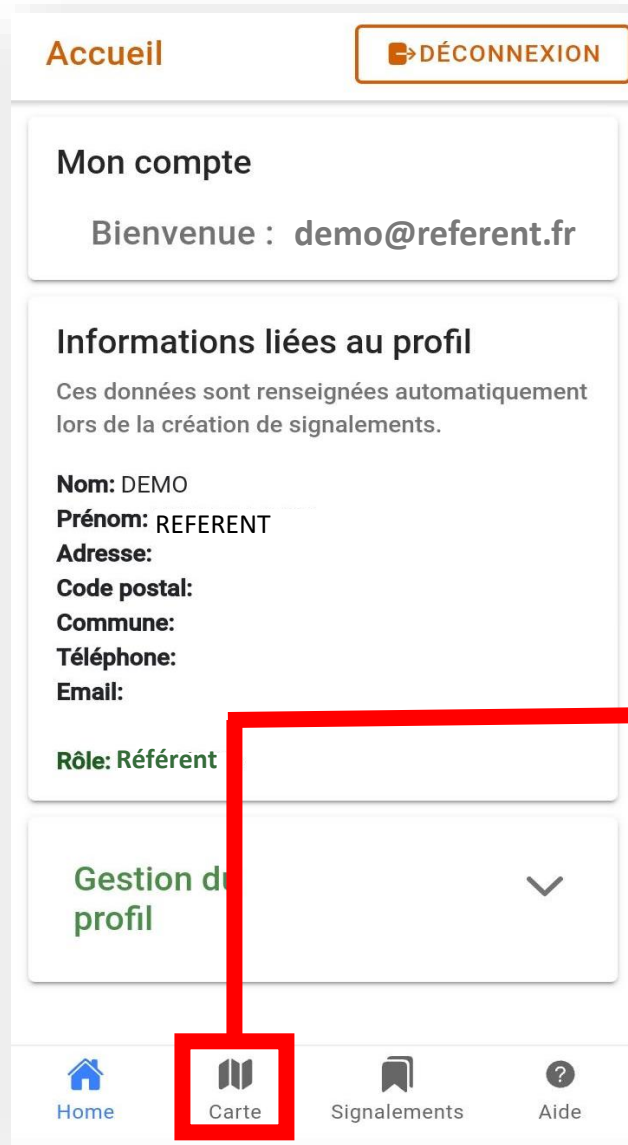 Accueil
DÉCONNEXION
Mon compte
Bienvenue : demo@referent.fr
Informations liées au profil
Ces données sont renseignées automatiquement
lors de la création de signalements.
Nom: DEMO
Prénom: REFERENT
Adresse:
Code postal:
Commune:
Téléphone:
Email:
Rôle: Référent
Gestion du
profil
Home
Carte
Signalements
Aide